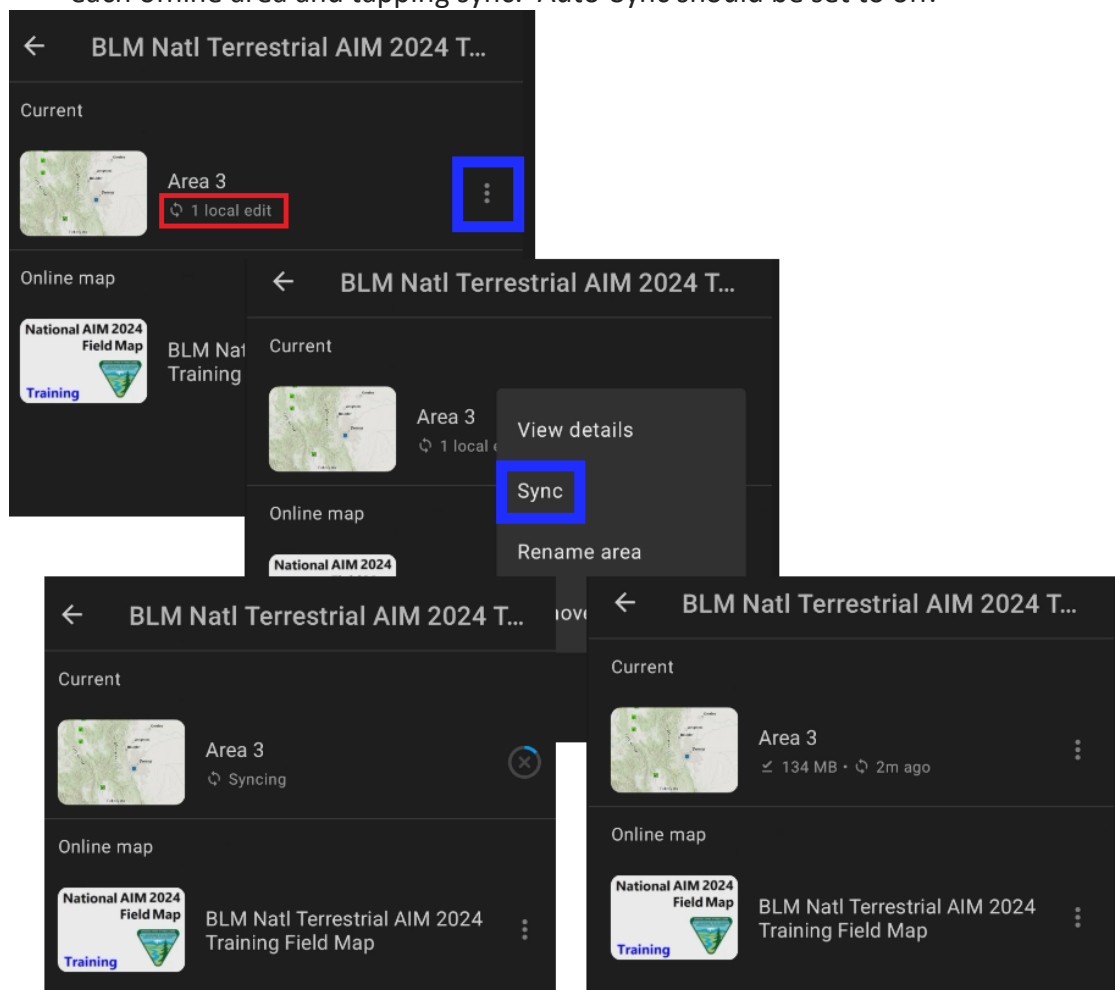 each offline area and tapping sync. Auto Sync should be set to off.
BLM Natl Terrestrial AIM 2024 T...
Current
Area 3
1 local edit
Online map
National AIM 2024
Field Map
Training
BLM Nat
Training
BLM Natl Terrestrial AIM 2024 T...
Current
Area 3
1 local e
View details
Sync
Rename area
Online map
National AIM 2024
BLM Natl Terrestrial AIM 2024 T...
Current
Area 3
Syncing
Online map
National AIM 2024
Field Map
Training
BLM Natl Terrestrial AIM 2024
Training Field Map
BLM Natl Terrestrial AIM 2024 T...
Current
Area 3
134 MB • 2m ago
Online map
National AIM 2024
Field Map
Training
BLM Natl Terrestrial AIM 2024
Training Field Map